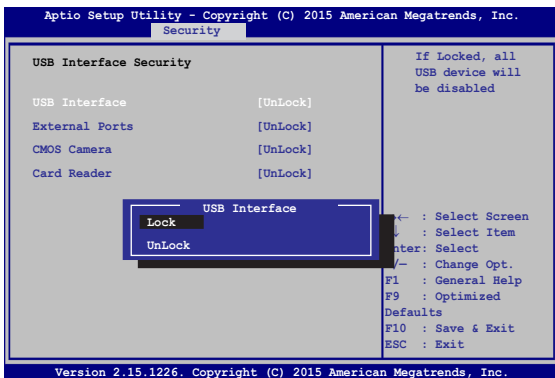 Aptio Setup Utility - Copyright (C) 2015 American Megatrends, Inc.
Security
USB Interface Security
USB Interface [UnLock]
External Ports [UnLock]
CMOS Camera [UnLock]
Card Reader [UnLock]
If Locked, all
USB device will
be disabled
USB Interface
Lock
UnLock
→← : Select Screen
↓ : Select Item
nter: Select
/— : Change Opt.
F1 : General Help
F9 : Optimized
Defaults
F10 : Save & Exit
ESC : Exit
Version 2.15.1226. Copyright (C) 2015 American Megatrends, Inc.